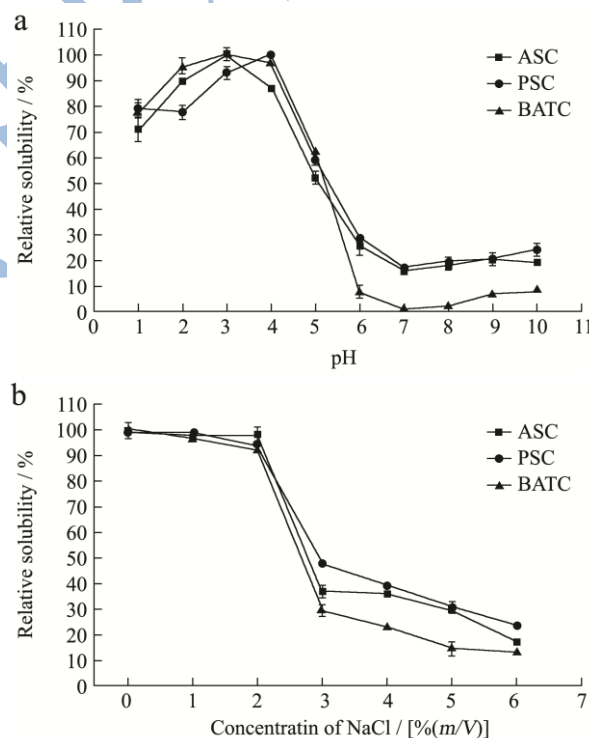 a
110
100
90
80
70
60
50
40
30
20
10
0
Relative solubility / %
ASC
PSC
BATC
0 1 2 3 4 5 6 7 8 9 10 11
pH
b
110
100
90
80
70
60
50
40
30
20
10
0
Relative solubility / %
ASC
PSC
BATC
0 1 2 3 4 5 6 7
Concentratin of NaCl / [%(m/V)]